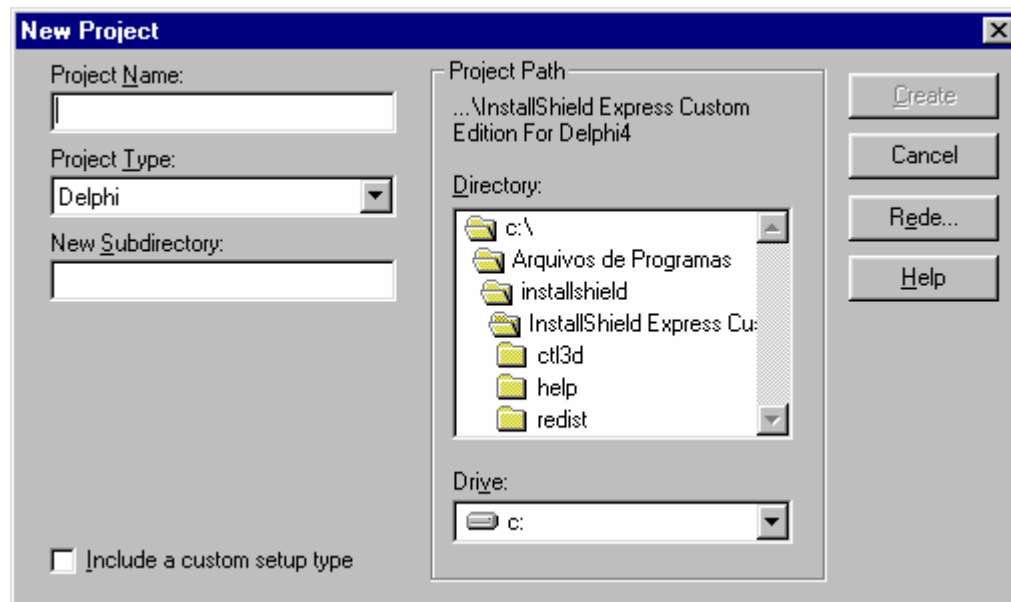 New Project
Project Name:
Project Type:
Delphi
New Subdirectory:
Include a custom setup type
Project Path
...\InstallShield Express Custom
Edition For Delphi4
Directory:
c:\
Arquivos de Programas
installshield
InstallShield Express Cu
ctl3d
help
redist
Drive:
c:
Create
Cancel
Rede...
Help